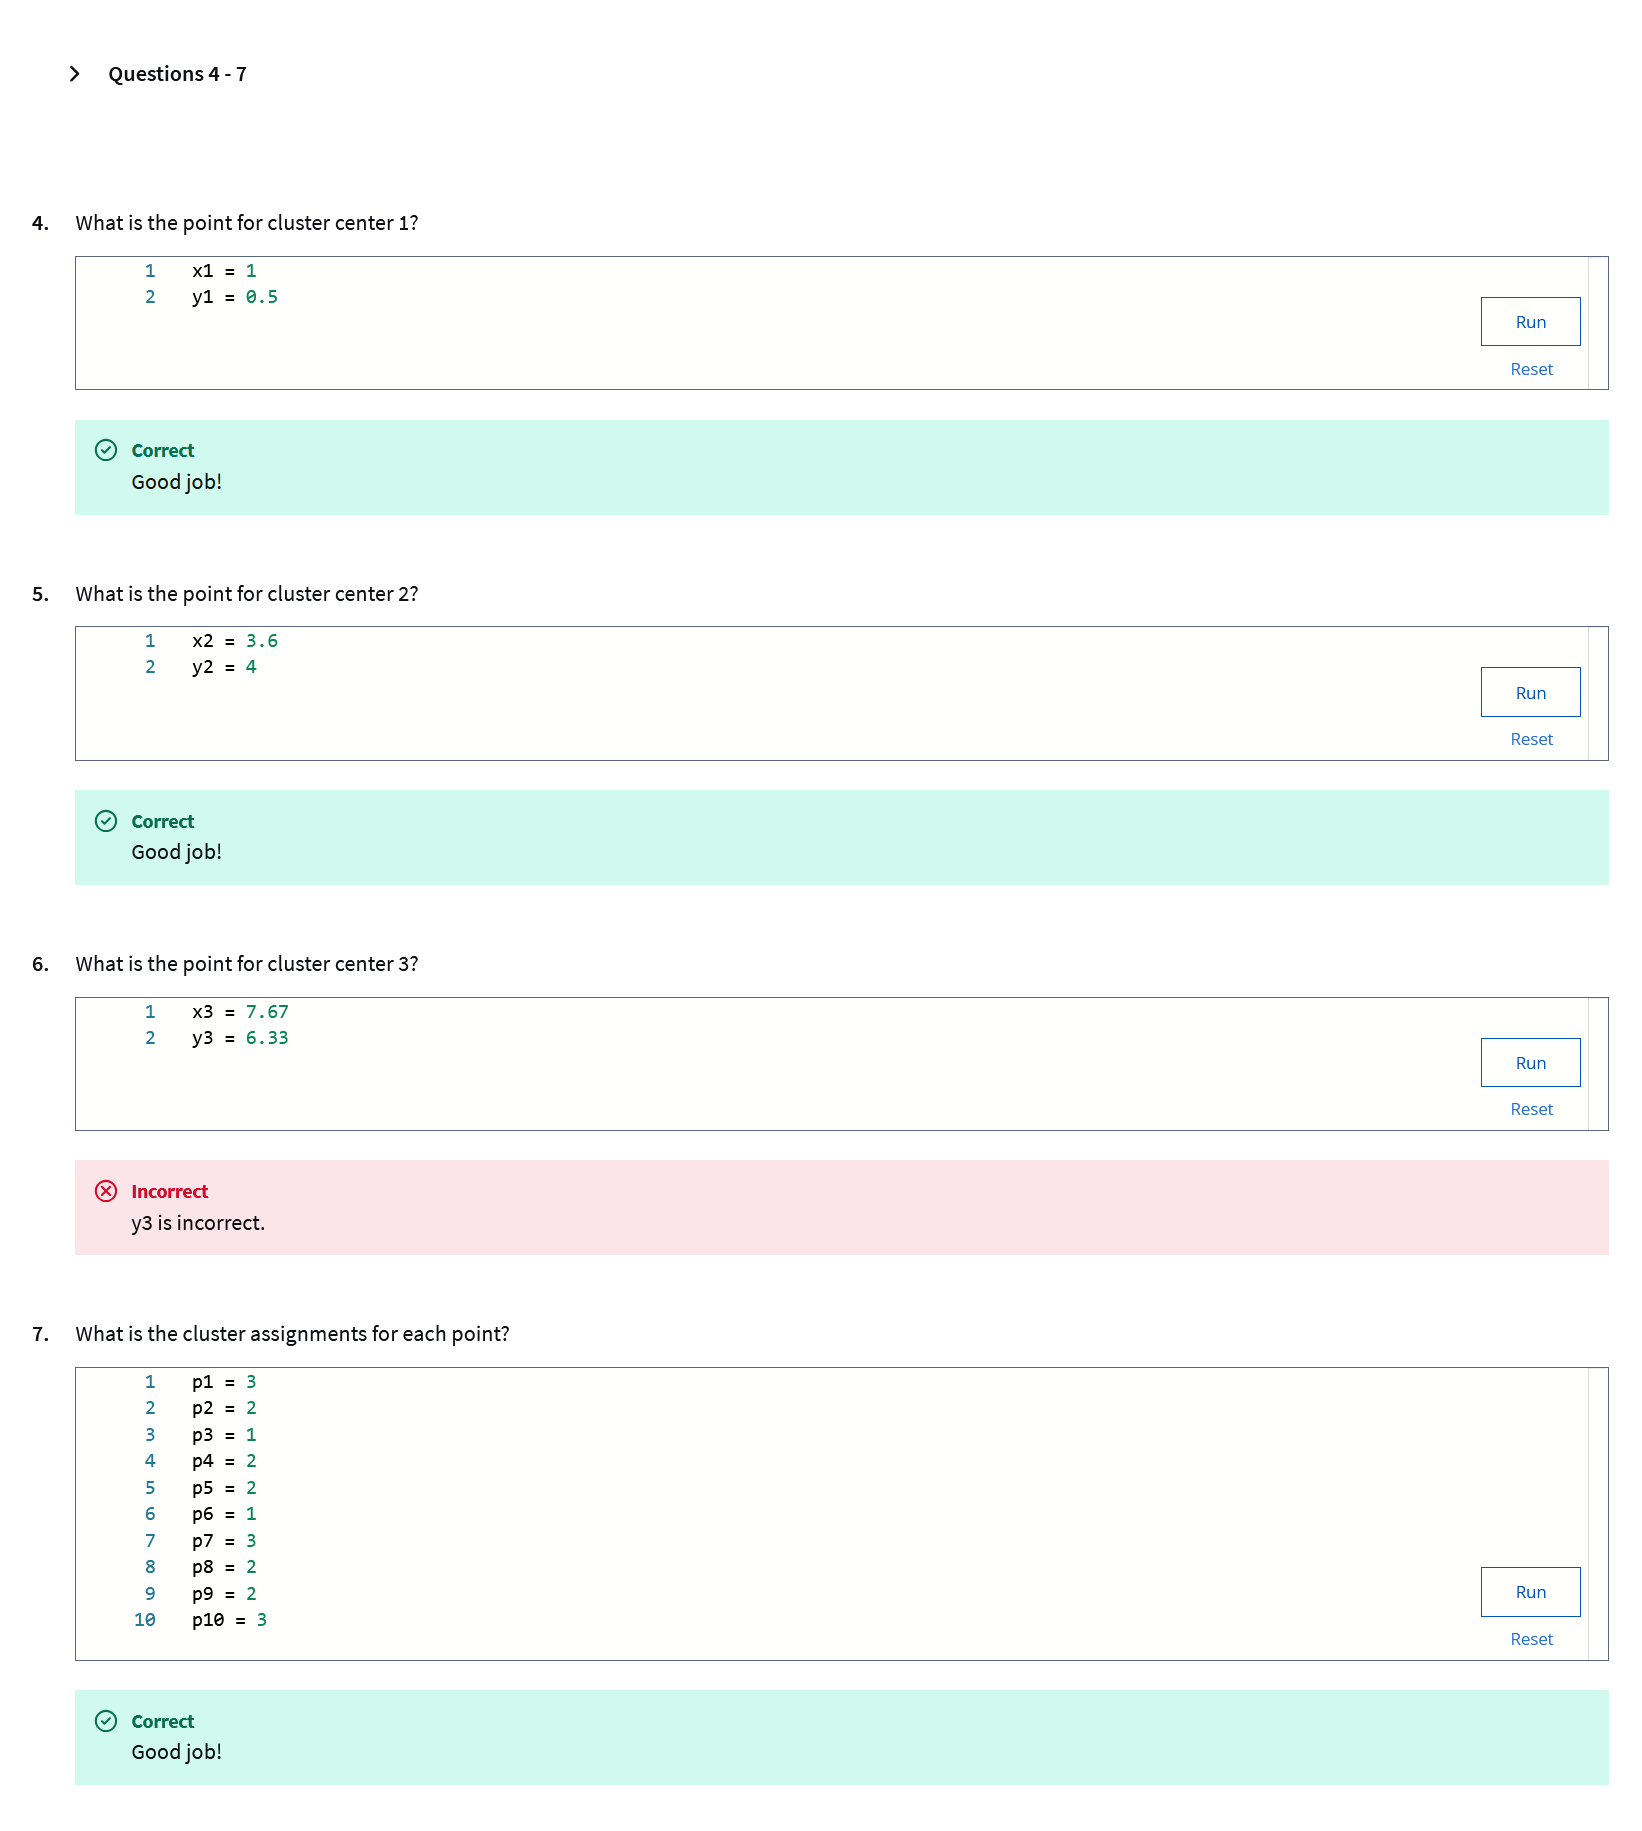 Questions 4 - 7
4. What is the point for cluster center 1?
1 x1 = 1
2 y1 = 0.5
Run
Reset
Correct
Good job!
5. What is the point for cluster center 2?
1 x2 = 3.6
2 y2 = 4
Run
Reset
Correct
Good job!
6. What is the point for cluster center 3?
1 x3 = 7.67
2 y3 = 6.33
Run
Reset
Incorrect
y3 is incorrect.
7. What is the cluster assignments for each point?
1 p1 = 3
2 p2 = 2
3 p3 = 1
4 p4 = 2
5 p5 = 2
6 p6 = 1
7 p7 = 3
8 p8 = 2
9 p9 = 2
10 p10 = 3
Run
Reset
Correct
Good job!